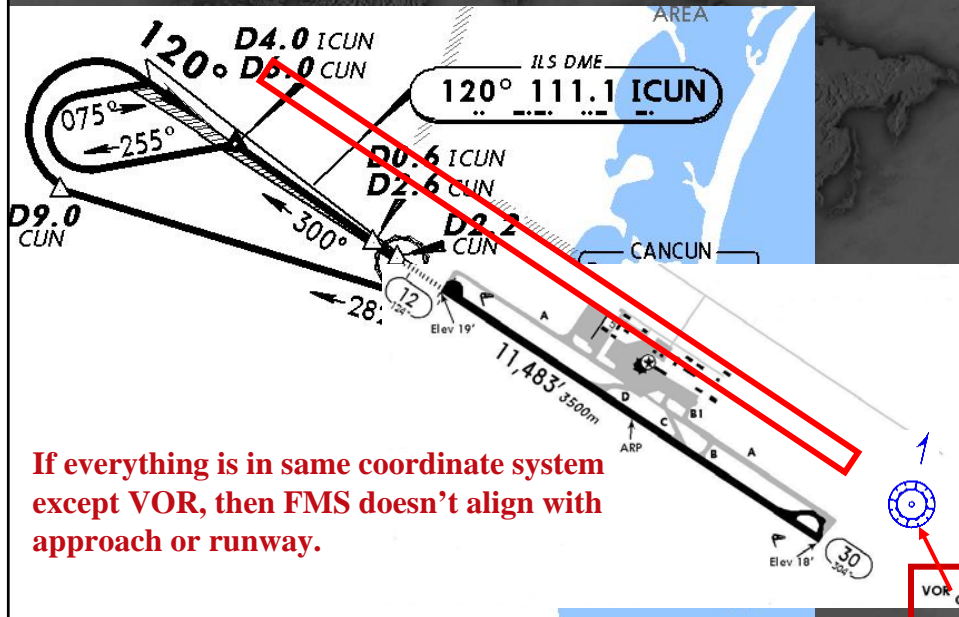 AREA
120°
D4.0 ICUN
D6.0 CUN
ILS DME
120° 111.1 ICUN
075°
255°
D0.6 ICUN
D2.6 CUN
D9.0
CUN
300°
D2.2
CUN
CANCUN
12
124°
Elev 19'
A
11,483' 3500m
D
C
B1
ARP
B
A
If everything is in same coordinate system
except VOR, then FMS doesn't align with
approach or runway.
30
304°
Elev 18'
VOR